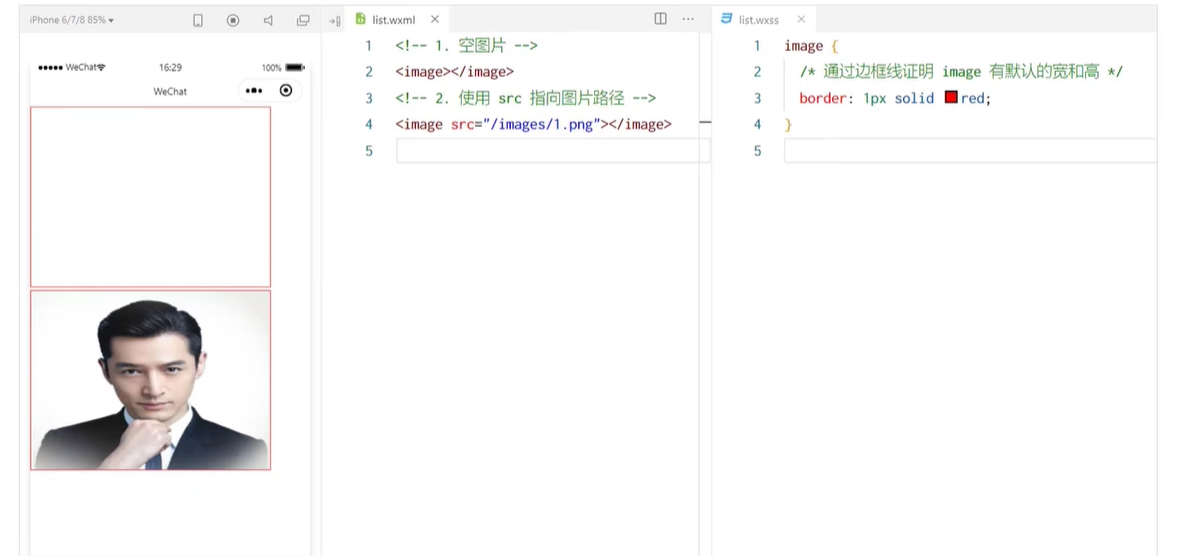 iPhone 6/7/8 85%
WeChat
16:29
100%
WeChat
list.wxml
1 <!-- 1. 空图片 -->
2 <image></image>
3 <!-- 2. 使用 src 指向图片路径 -->
4 <image src="/images/1.png"></image>
5
list.wxss
1 image {
2 /* 通过边框线证明 image 有默认的宽和高 */
3 border: 1px solid red;
4 }
5